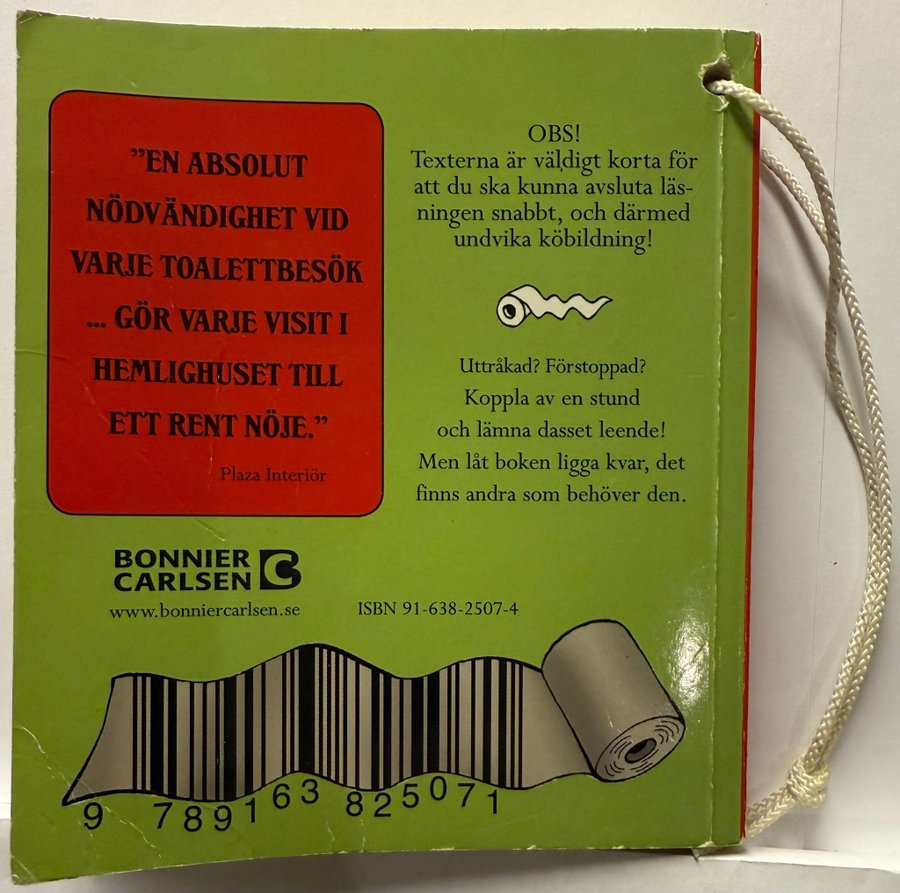 ”EN ABSOLUT
NÖDVÄNDIGHET VID
VARJE TOALETTBESÖK
... GÖR VARJE VISIT I
HEMLIGHUSET TILL
ETT RENT NÖJE.”
Plaza Interiör
OBS!
Texterna är väldigt korta för
att du ska kunna avsluta läs-
ningen snabbt, och därmed
undvika köbildning!
Uttråkad? Förstoppad?
Koppla av en stund
och lämna dasset leende!
Men låt boken ligga kvar, det
finns andra som behöver den.
BONNIER
CARLSEN
www.bonniercarlsen.se
ISBN 91-638-2507-4
9 789163 825071